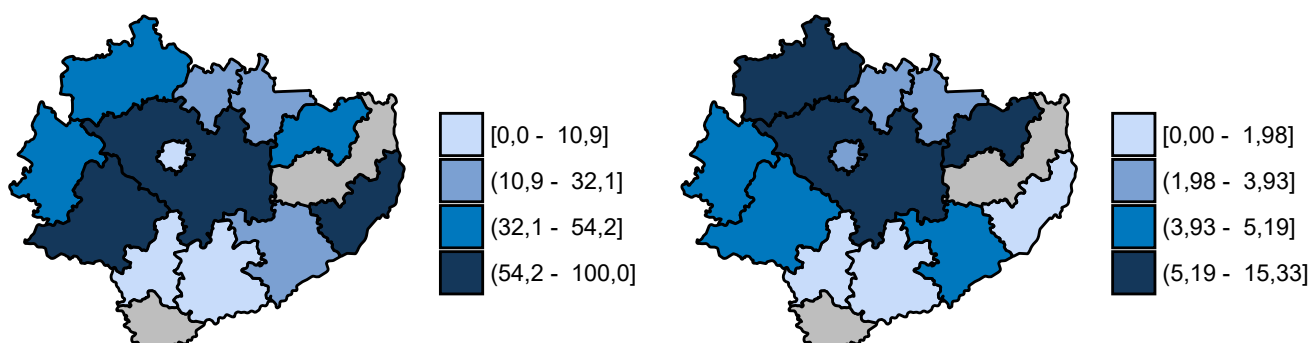 [0,0 - 10,9]
(10,9 - 32,1]
(32,1 - 54,2]
(54,2 - 100,0]
[0,00 - 1,98]
(1,98 - 3,93]
(3,93 - 5,19]
(5,19 - 15,33]